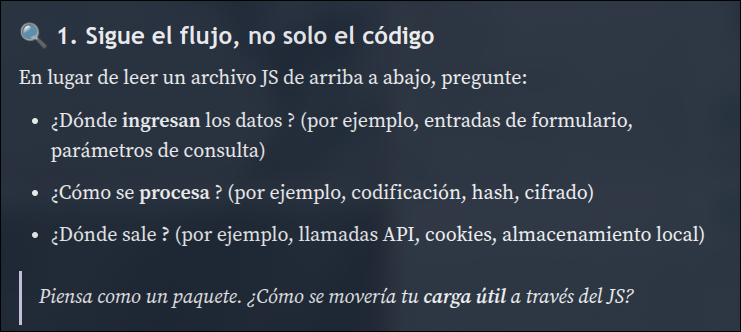 🔍 1. Sigue el flujo, no solo el código
En lugar de leer un archivo JS de arriba a abajo, pregunte:
• ¿Dónde ingresan los datos ? (por ejemplo, entradas de formulario,
parámetros de consulta)
• ¿Cómo se procesa ? (por ejemplo, codificación, hash, cifrado)
• ¿Dónde sale ? (por ejemplo, llamadas API, cookies, almacenamiento local)
Piensa como un paquete. ¿Cómo se movería tu carga útil a través del JS?